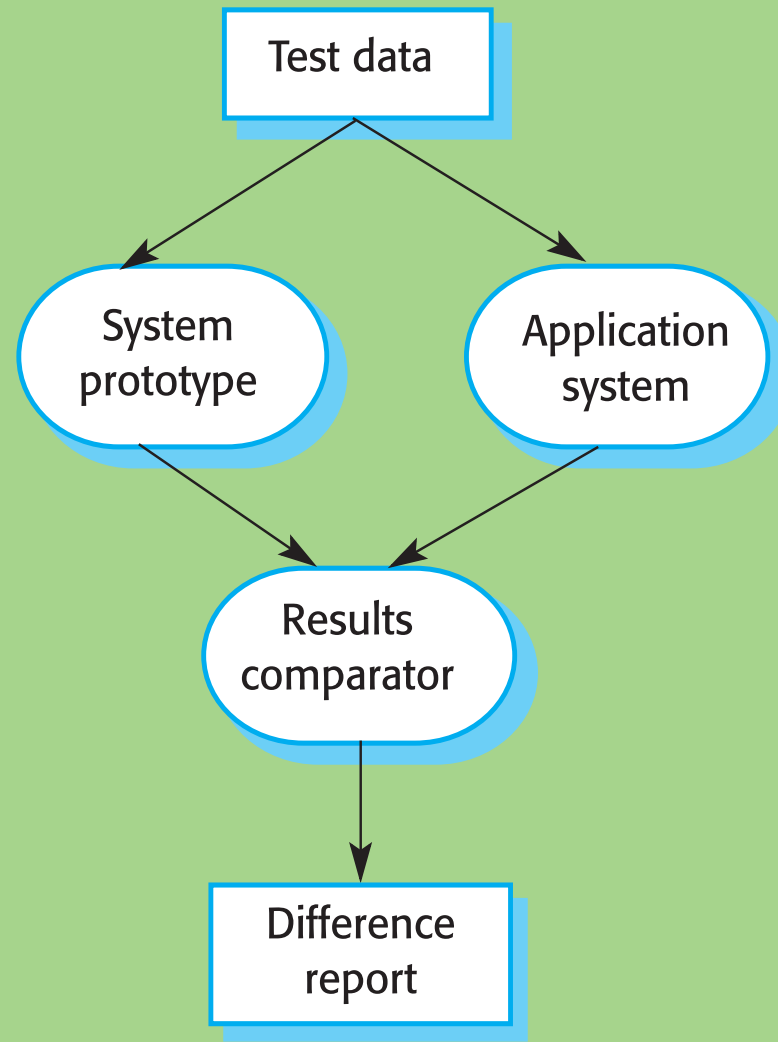 Test data
System
prototype
Application
system
Results
comparator
Difference
report